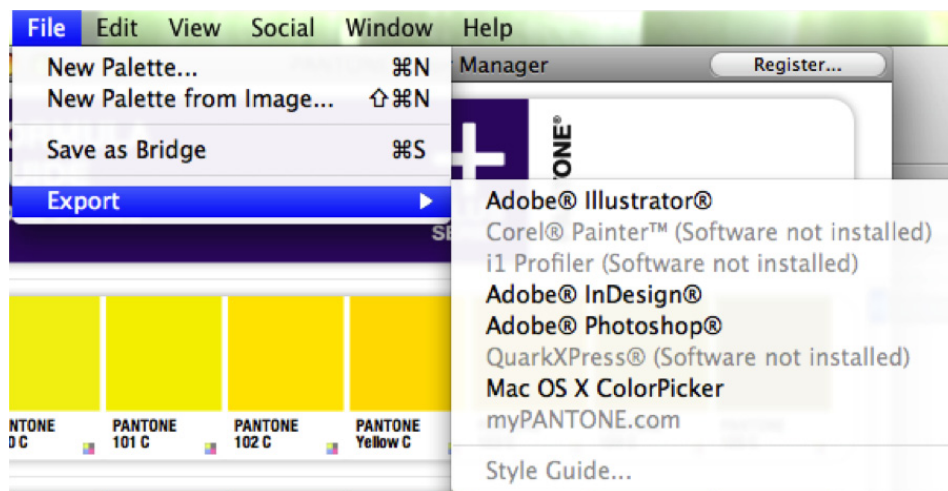 File Edit View Social Window Help
New Palette... ⌘N
Manager
Register...
New Palette from Image... ⇧⌘N
Save as Bridge ⌘S
Export ▶
Adobe® Illustrator®
Corel® Painter™ (Software not installed)
i1 Profiler (Software not installed)
Adobe® InDesign®
Adobe® Photoshop®
QuarkXPress® (Software not installed)
Mac OS X ColorPicker
myPANTONE.com
Style Guide...
PANTONE
101 C
PANTONE
102 C
PANTONE
Yellow C